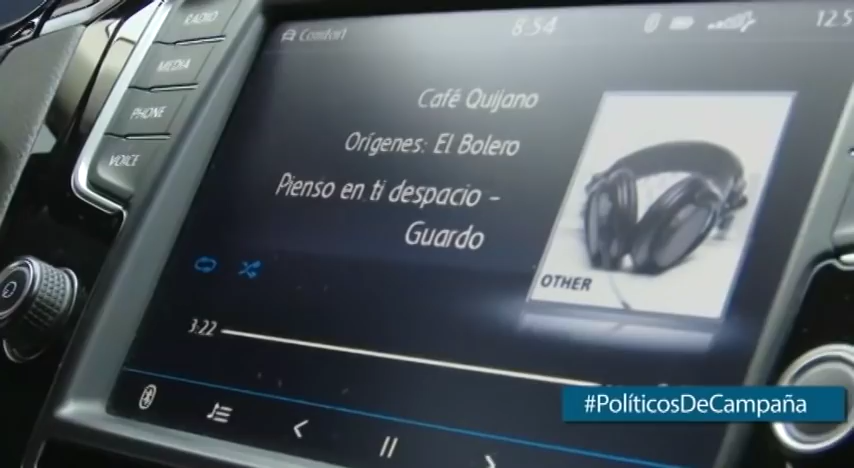 RADIO
MEDIA
PHONE
VOICE
Comfort
8:54
12.5
Café Quijano
Orígenes: El Bolero
Pienso en ti despacio -
Guardo
OTHER
3:22
#PolíticosDeCampaña